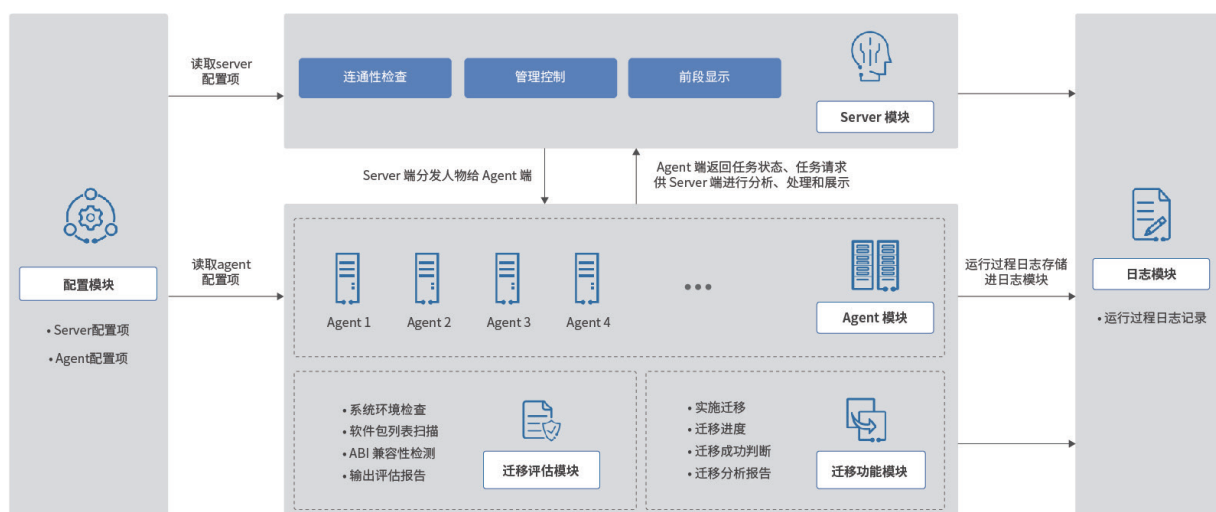 配置模块
• Server配置项
• Agent配置项
读取server
配置项
读取agent
配置项
连通性检查
管理控制
前段显示
Server 模块
Server 端分发人物给 Agent 端
Agent 端返回任务状态、任务请求
供 Server 端进行分析、处理和展示
Agent 1
Agent 2
Agent 3
Agent 4
•••
Agent 模块
• 系统环境检查
• 软件包列表扫描
• ABI 兼容性检测
• 输出评估报告
迁移评估模块
• 实施迁移
• 迁移进度
• 迁移成功判断
• 迁移分析报告
迁移功能模块
运行过程日志存储
进日志模块
日志模块
• 运行过程日志记录